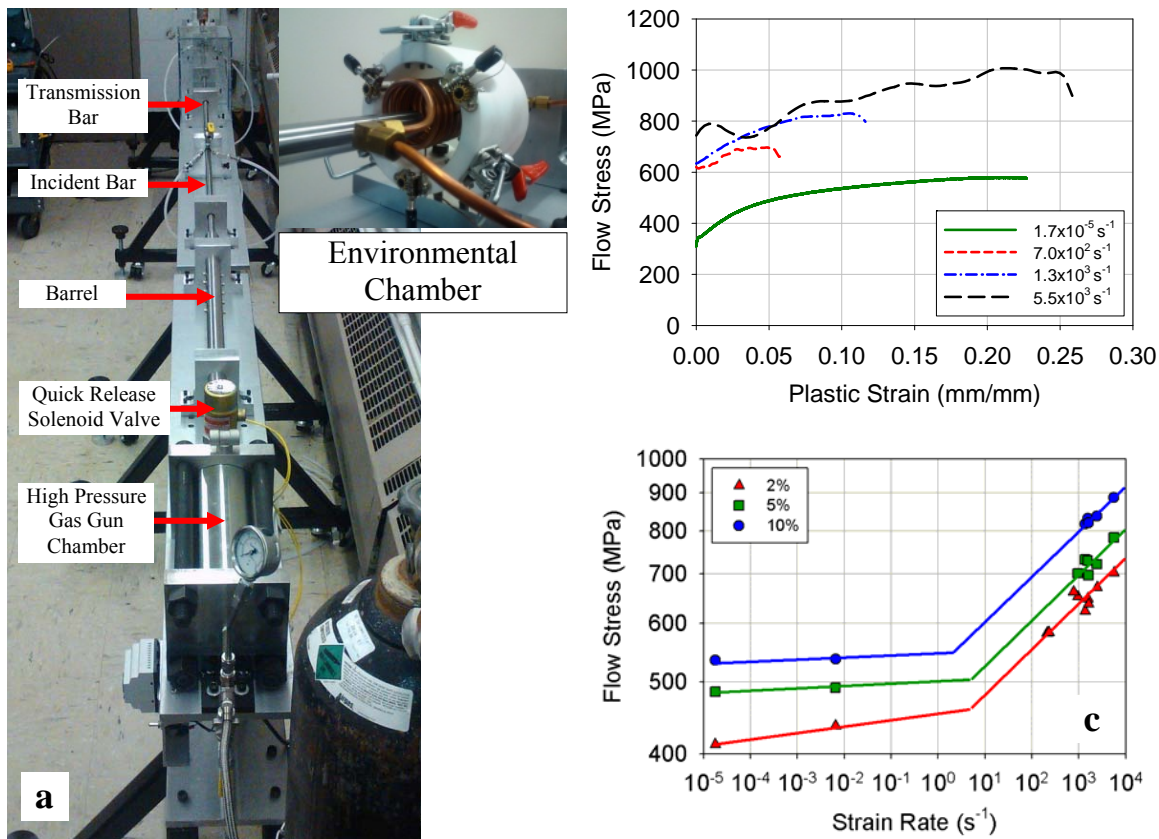 Transmission
Bar
Incident Bar
Barrel
Quick Release
Solenoid Valve
High Pressure
Gas Gun
Chamber
a
Environmental
Chamber
Flow Stress (MPa)
1200
1000
800
600
400
200
0
0.00 0.05 0.10 0.15 0.20 0.25 0.30
Plastic Strain (mm/mm)
1.7x10⁻⁵ s⁻¹
7.0x10² s⁻¹
1.3x10³ s⁻¹
5.5x10³ s⁻¹
Flow Stress (MPa)
1000
900
800
700
600
500
400
2%
5%
10%
c
10⁻⁵ 10⁻⁴ 10⁻³ 10⁻² 10⁻¹ 10⁰ 10¹ 10² 10³ 10⁴
Strain Rate (s⁻¹)